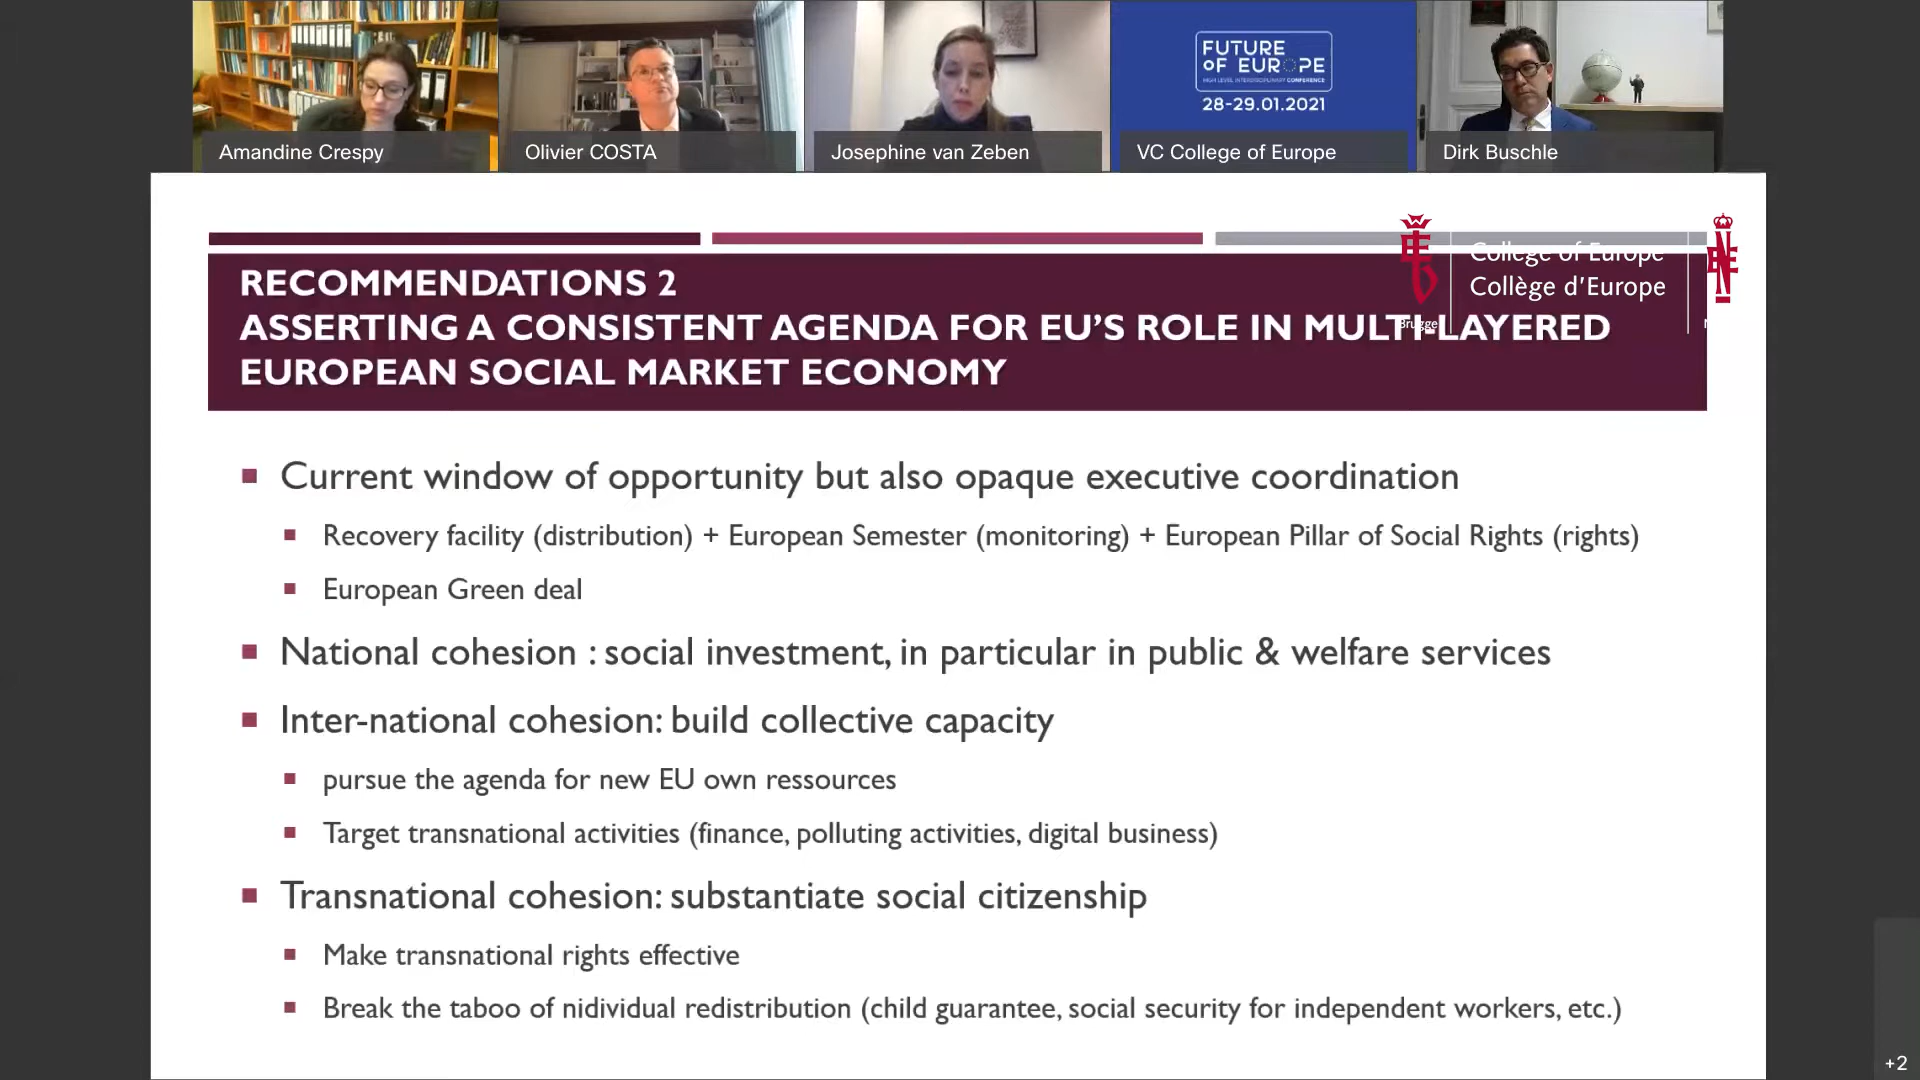 FUTURE
OF EUROPE
HIGH LEVEL INTERDISCIPLINARY CONFERENCE
28-29.01.2021
Amandine Crespy
Olivier COSTA
Josephine van Zeben
VC College of Europe
Dirk Buschle
College of Europe
Collège d'Europe
Brugge
RECOMMENDATIONS 2
ASSERTING A CONSISTENT AGENDA FOR EU'S ROLE IN MULTI-LAYERED
EUROPEAN SOCIAL MARKET ECONOMY
Current window of opportunity but also opaque executive coordination
Recovery facility (distribution) + European Semester (monitoring) + European Pillar of Social Rights (rights)
European Green deal
National cohesion : social investment, in particular in public & welfare services
Inter-national cohesion: build collective capacity
pursue the agenda for new EU own ressources
Target transnational activities (finance, polluting activities, digital business)
Transnational cohesion: substantiate social citizenship
Make transnational rights effective
Break the taboo of nidividual redistribution (child guarantee, social security for independent workers, etc.)
+2